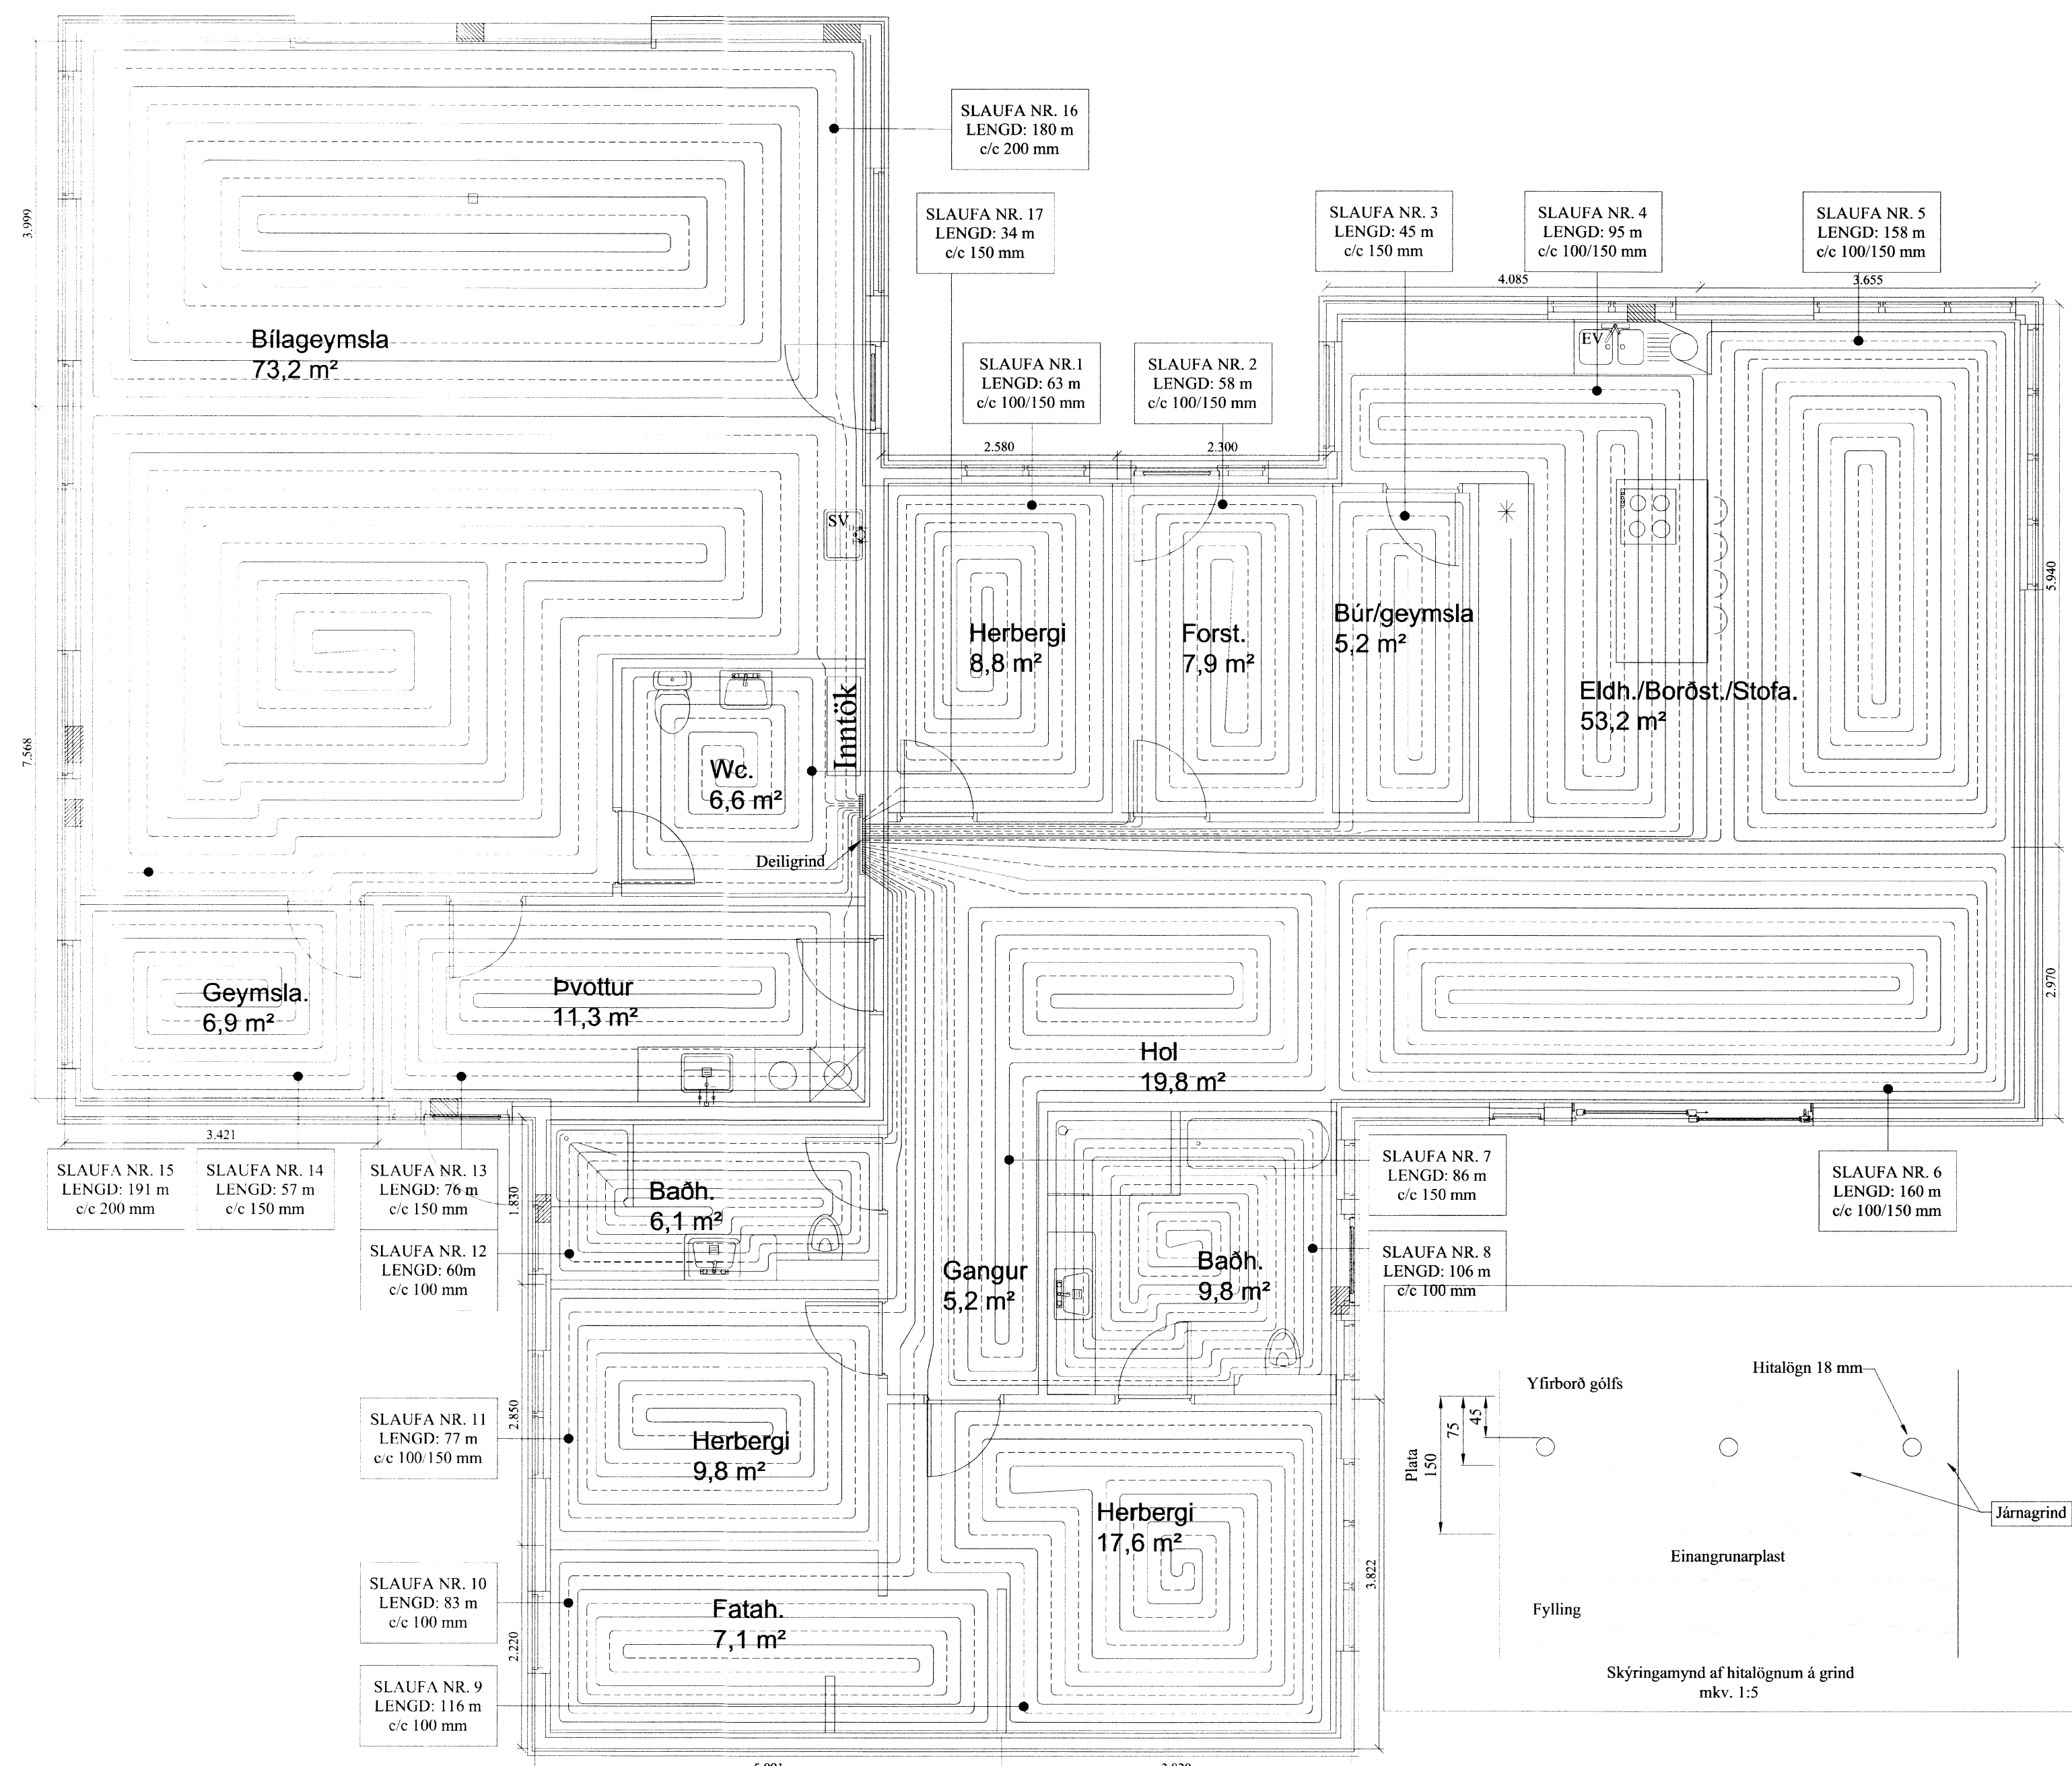 SLAUFA NR. 16
LENGD: 180 m
c/c 200 mm
SLAUFA NR. 17
LENGD: 34 m
c/c 150 mm
SLAUFA NR. 3
LENGD: 45 m
c/c 150 mm
SLAUFA NR. 4
LENGD: 95 m
c/c 100/150 mm
SLAUFA NR. 5
LENGD: 158 m
c/c 100/150 mm
3.999
4.085
3.655
Bílageymsla
73,2 m²
EV
SLAUFA NR.1
LENGD: 63 m
c/c 100/150 mm
SLAUFA NR. 2
LENGD: 58 m
c/c 100/150 mm
2.580
2.300
SV
5.940
Herbergi
8,8 m²
Forst.
7,9 m²
Búr/geymsla
5,2 m²
Eldh./Borðst./Stofa.
53,2 m²
7.568
Inntök
Wc.
6,6 m²
Deiligrind
Geymsla.
6,9 m²
Þvottur
11,3 m²
2.970
Hol
19,8 m²
3.421
SLAUFA NR. 15
LENGD: 191 m
c/c 200 mm
SLAUFA NR. 14
LENGD: 57 m
c/c 150 mm
SLAUFA NR. 13
LENGD: 76 m
c/c 150 mm
1.830
Baðh.
6,1 m²
SLAUFA NR. 7
LENGD: 86 m
c/c 150 mm
SLAUFA NR. 6
LENGD: 160 m
c/c 100/150 mm
SLAUFA NR. 12
LENGD: 60m
c/c 100 mm
Gangur
5,2 m²
Baðh.
9,8 m²
SLAUFA NR. 8
LENGD: 106 m
c/c 100 mm
SLAUFA NR. 11
LENGD: 77 m
c/c 100/150 mm
2.850
Herbergi
9,8 m²
Herbergi
17,6 m²
Hitalögn 18 mm
Yfirborð gólfs
45
75
Plata
150
Járnagrind
Einangrunarplast
Fylling
3.822
SLAUFA NR. 10
LENGD: 83 m
c/c 100 mm
2.220
Fatah.
7,1 m²
SLAUFA NR. 9
LENGD: 116 m
c/c 100 mm
Skýringamynd af hitalögnum á grind
mkv. 1:5